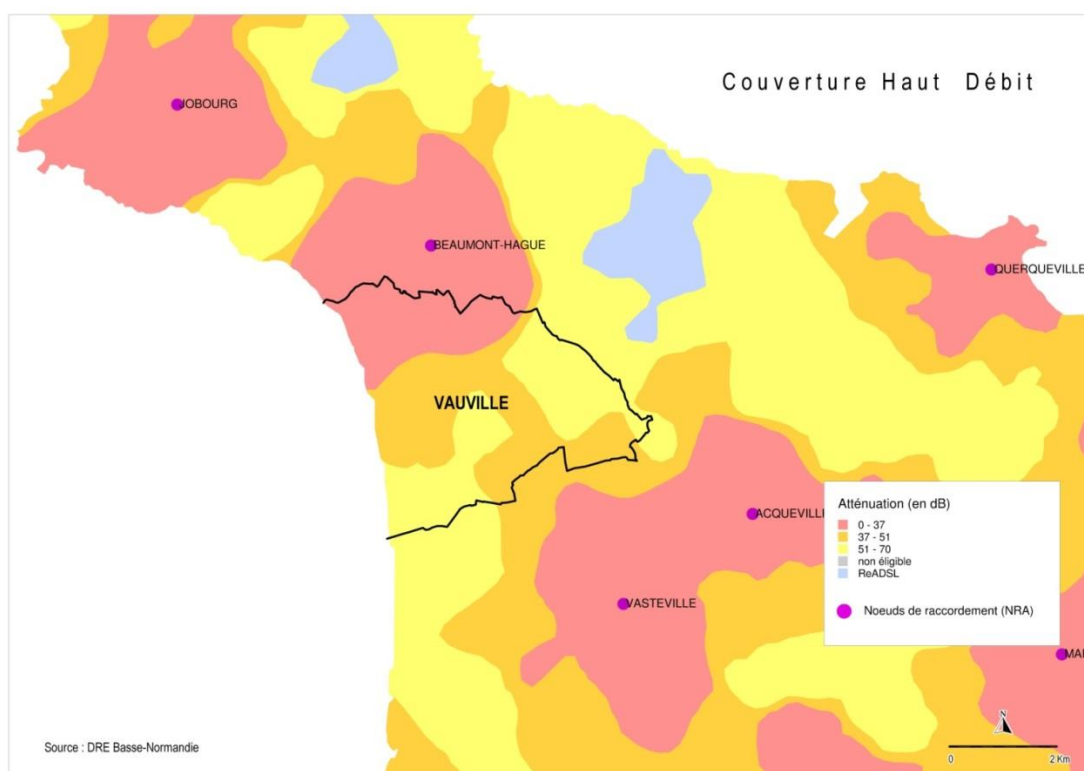 Couverture Haut Débit
JOBOURG
BEAUMONT-HAGUE
QUERQUEVILLE
VAUVILLE
Atténuation (en dB)
0 - 37
37 - 51
51 - 70
non éligible
ReADSL
Noeuds de raccordement (NRA)
ACQUEVILL
VASTEVILLE
MAI
N
0 2 Km
Source : DRE Basse-Normandie